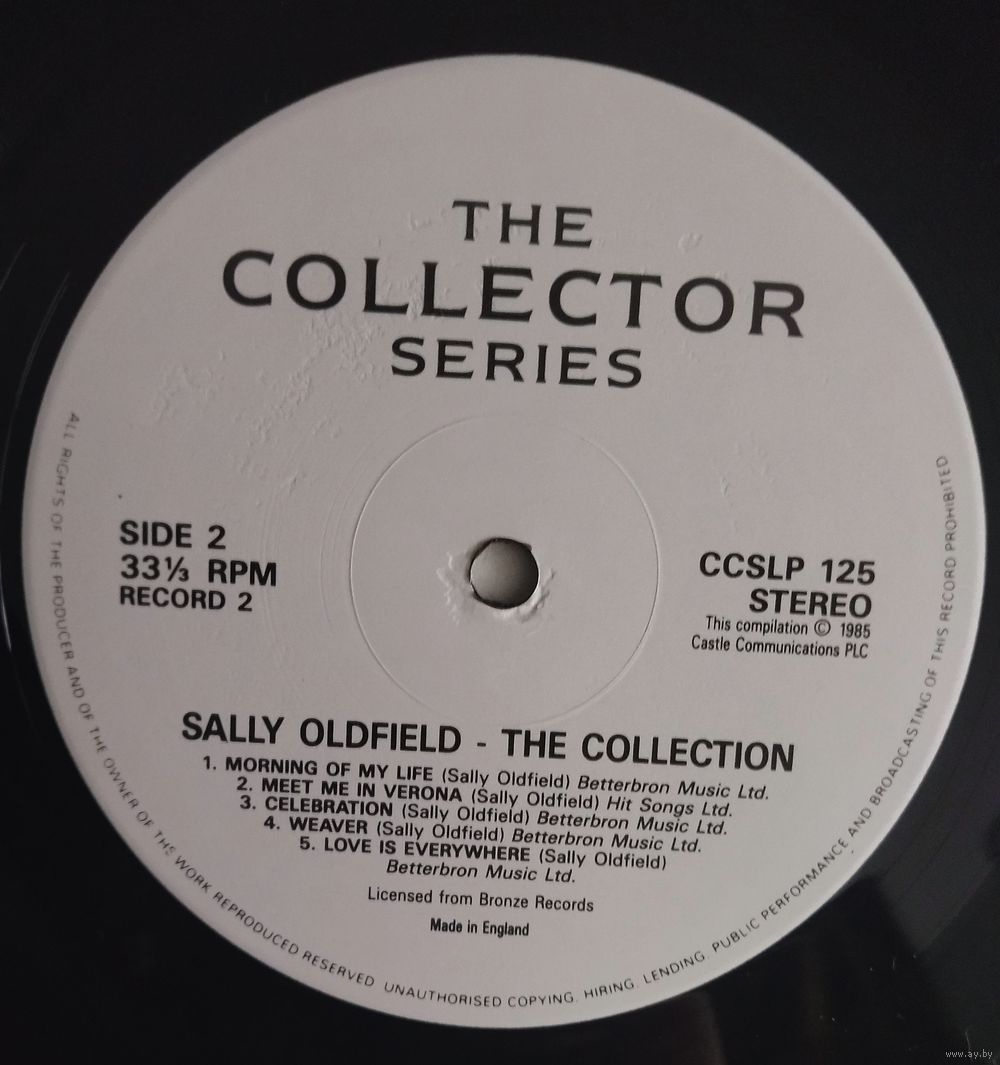 THE
COLLECTOR
SERIES
SIDE 2
33⅓ RPM
RECORD 2
CCSLP 125
STEREO
This compilation © 1985
Castle Communications PLC
SALLY OLDFIELD - THE COLLECTION
1. MORNING OF MY LIFE (Sally Oldfield) Betterbron Music Ltd.
2. MEET ME IN VERONA (Sally Oldfield) Hit Songs Ltd.
3. CELEBRATION (Sally Oldfield) Betterbron Music Ltd.
4. WEAVER (Sally Oldfield) Betterbron Music Ltd.
5. LOVE IS EVERYWHERE (Sally Oldfield)
Betterbron Music Ltd.
Licensed from Bronze Records
Made in England
ALL RIGHTS OF THE PRODUCER AND OF THE OWNER OF THE WORK REPRODUCED RESERVED UNAUTHORISED COPYING. HIRING. LENDING. PUBLIC PERFORMANCE AND BROADCASTING OF THIS RECORD PROHIBITED
www.ay.by